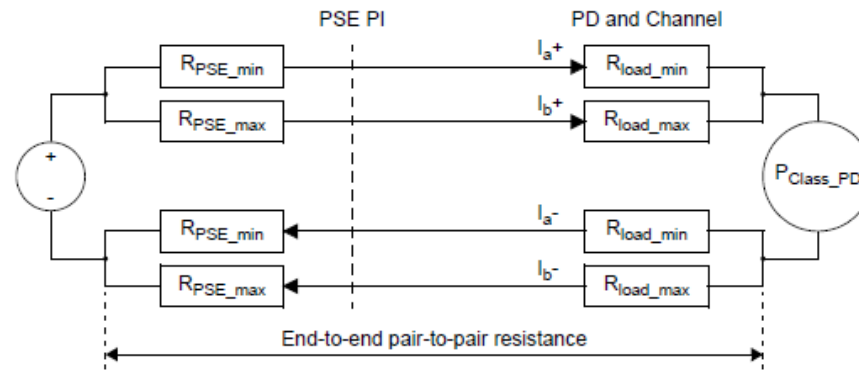 PSE PI PD and Channel
R_PSE_min I_a+ R_load_min
R_PSE_max I_b+ R_load_max
+
-
P_Class_PD
R_PSE_min I_a- R_load_min
R_PSE_max I_b- R_load_max
End-to-end pair-to-pair resistance